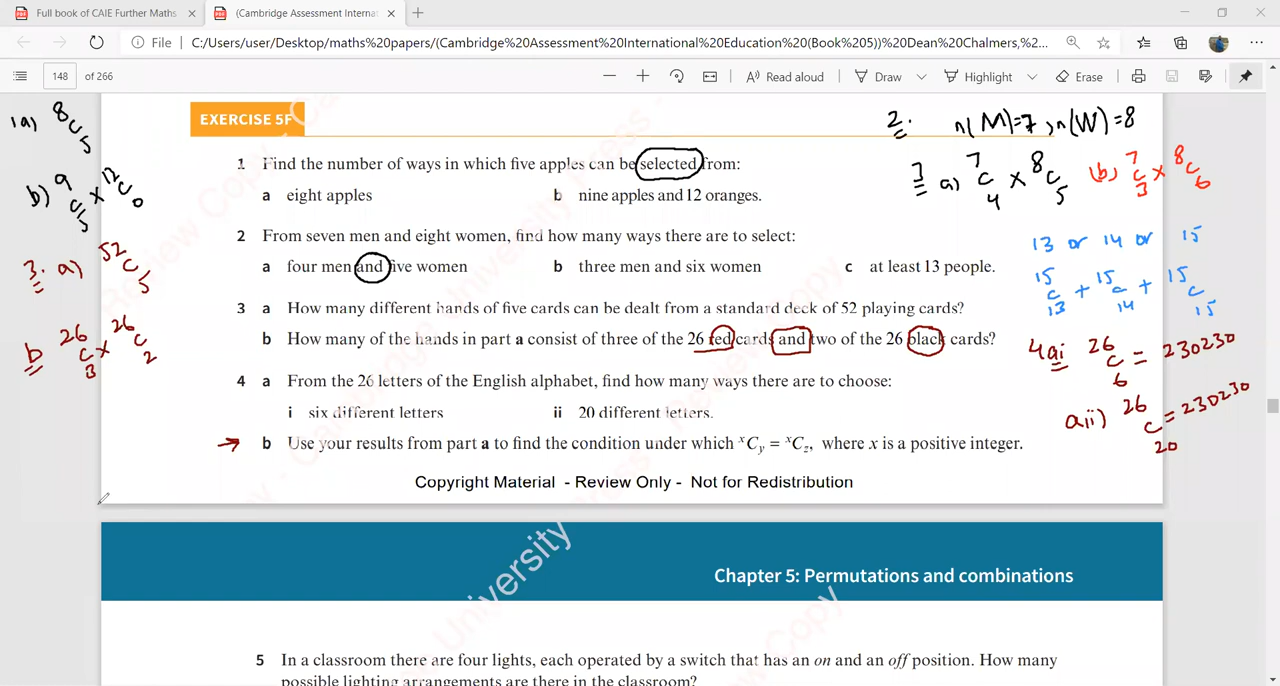 Full book of CAIE Further Maths
(Cambridge Assessment Interna
File
C:/Users/user/Desktop/maths%20papers/(Cambridge%20Assessment%20International%20Education%20(Book%205))%20Dean%20Chalmers,%2...
148 of 266
Read aloud
Draw
Highlight
Erase
EXERCISE 5F
1 Find the number of ways in which five apples can be selected from:
a eight apples b nine apples and 12 oranges.
2 From seven men and eight women, find how many ways there are to select:
a four men and five women b three men and six women c at least 13 people.
3 a How many different hands of five cards can be dealt from a standard deck of 52 playing cards?
b How many of the hands in part a consist of three of the 26 red cards and two of the 26 black cards?
4 a From the 26 letters of the English alphabet, find how many ways there are to choose:
i six different letters ii 20 different letters.
b Use your results from part a to find the condition under which ˣCᵧ = ˣC_z, where x is a positive integer.
Copyright Material - Review Only - Not for Redistribution
Chapter 5: Permutations and combinations
5 In a classroom there are four lights, each operated by a switch that has an on and an off position. How many
possible lighting arrangements are there in the classroom?
1a) ⁸C₅
b) ⁹C₅ x ¹²C₀
3. a) ⁵²C₅
b ²⁶C₃ x ²⁶C₂
2. n(M)=7, n(W)=8
a) ⁷C₄ x ⁸C₅ (b) ⁷C₃ x ⁸C₆
13 or 14 or 15
¹⁵C₁₃ + ¹⁵C₁₄ + ¹⁵C₁₅
4ai ²⁶C₆ = 230230
aii) ²⁶C₂₀ = 230230